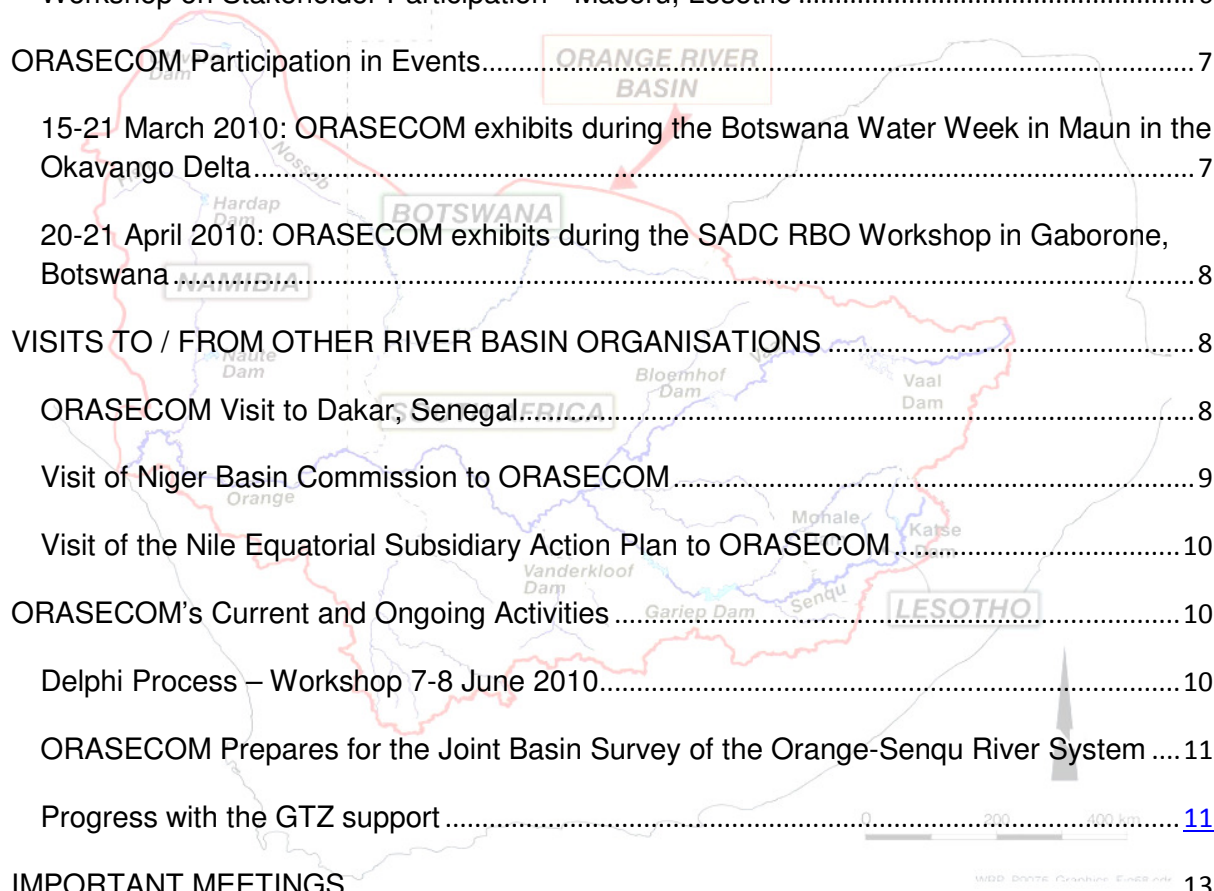 Workshop on Stakeholder Participation - Maseru, Lesotho
ORASECOM Participation in Events 7
15-21 March 2010: ORASECOM exhibits during the Botswana Water Week in Maun in the
Okavango Delta 7
20-21 April 2010: ORASECOM exhibits during the SADC RBO Workshop in Gaborone,
Botswana 8
VISITS TO / FROM OTHER RIVER BASIN ORGANISATIONS 8
ORASECOM Visit to Dakar, Senegal 8
Visit of Niger Basin Commission to ORASECOM 9
Visit of the Nile Equatorial Subsidiary Action Plan to ORASECOM 10
ORASECOM's Current and Ongoing Activities 10
Delphi Process – Workshop 7-8 June 2010 10
ORASECOM Prepares for the Joint Basin Survey of the Orange-Senqu River System 11
Progress with the GTZ support 11
IMPORTANT MEETINGS 13
ORANGE RIVER
BASIN
Dam
Nossob
Hardap
Dam
BOTSWANA
NAMIBIA
Naute
Dam
Bloemhof
Dam
Vaal
Vaal
Dam
SOUTH AFRICA
Orange
Mohale
Katse
Dam
Vanderkloof
Dam
Gariep Dam
Senqu
LESOTHO
0 200 400 km